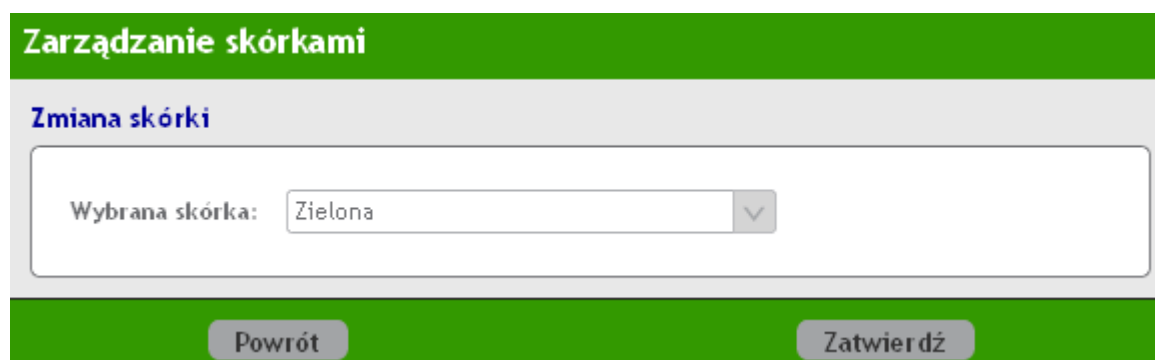 Zarządzanie skórkami
Zmiana skórki
Wybrana skórka: Zielona
Powrót Zatwierdź